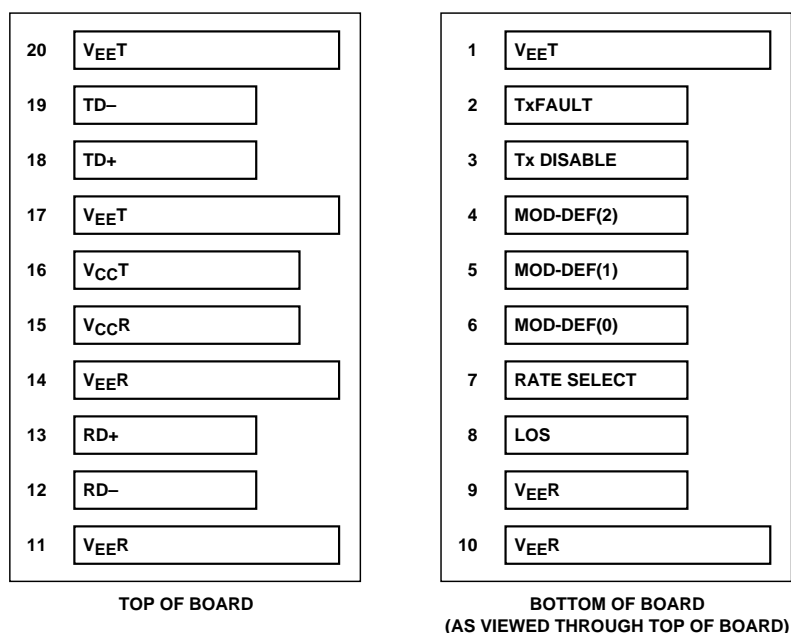 20 VEET
19 TD–
18 TD+
17 VEET
16 VCCT
15 VCCR
14 VEER
13 RD+
12 RD–
11 VEER
TOP OF BOARD
1 VEET
2 TxFAULT
3 Tx DISABLE
4 MOD-DEF(2)
5 MOD-DEF(1)
6 MOD-DEF(0)
7 RATE SELECT
8 LOS
9 VEER
10 VEER
BOTTOM OF BOARD
(AS VIEWED THROUGH TOP OF BOARD)